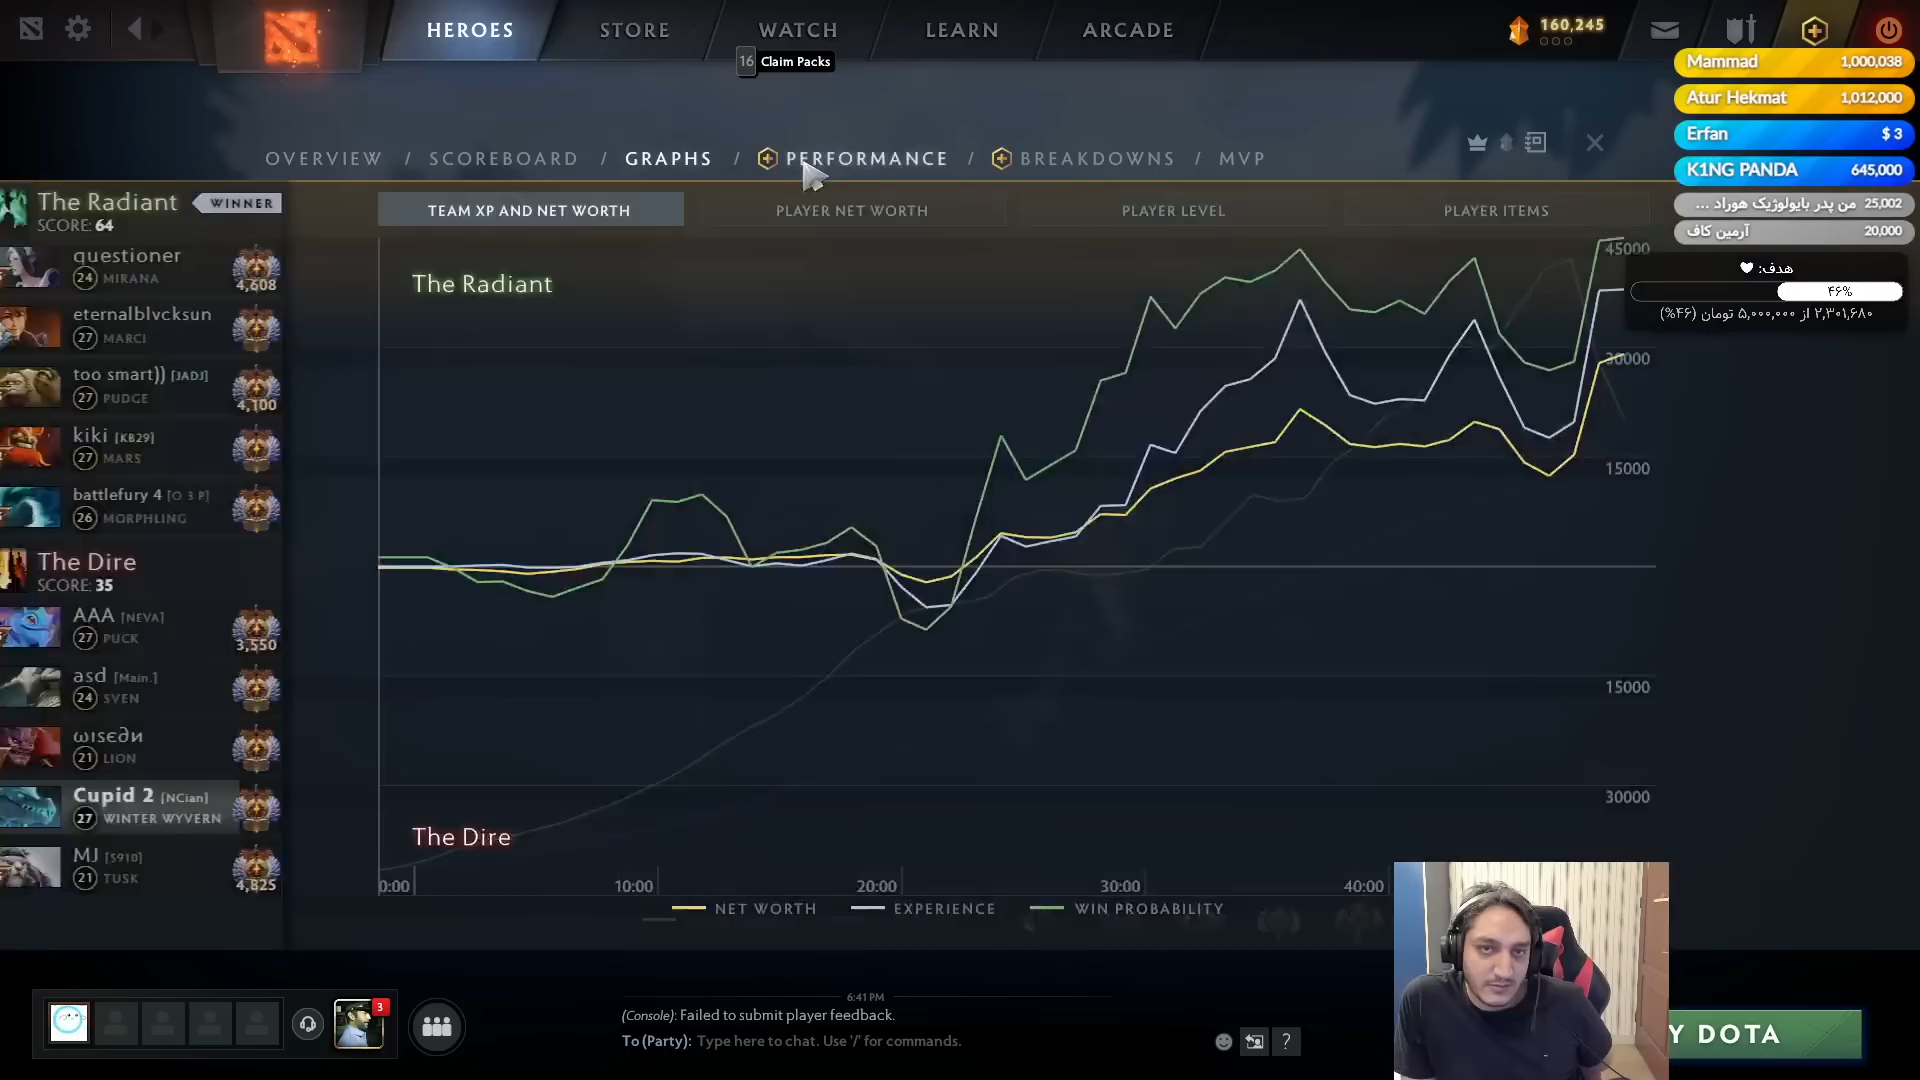 HEROES
STORE
WATCH
LEARN
ARCADE
160,245
16 Claim Packs
Mammad 1,000,038
Atur Hekmat 1,012,000
Erfan $ 3
K1NG PANDA 645,000
من پدر بایولوژیک هوراد ... 25,002
آرمین کاف 20,000
هدف:
۴۶%
۲,۳۰۱,۶۸۰ از ۵,۰۰۰,۰۰۰ تومان (۴۶%)
OVERVIEW / SCOREBOARD / GRAPHS / PERFORMANCE / BREAKDOWNS / MVP
The Radiant WINNER
SCORE: 64
TEAM XP AND NET WORTH
PLAYER NET WORTH
PLAYER LEVEL
PLAYER ITEMS
questioner
24 MIRANA 4,608
eternalblvcksun
27 MARCI
too smart)) [JADJ]
27 PUDGE 4,100
kiki [KB29]
27 MARS
battlefury 4 [O 3 P]
26 MORPHLING
The Dire
SCORE: 35
AAA [NEVA]
27 PUCK 3,550
asd [Main.]
24 SVEN
ωιsє∂и
21 LION
Cupid 2 [NCian]
27 WINTER WYVERN
MJ [5910]
21 TUSK 4,825
The Radiant
45000
30000
15000
15000
30000
The Dire
0:00 10:00 20:00 30:00 40:00
NET WORTH EXPERIENCE WIN PROBABILITY
3
6:41 PM
(Console): Failed to submit player feedback.
To (Party): Type here to chat. Use '/' for commands.
?
Y DOTA